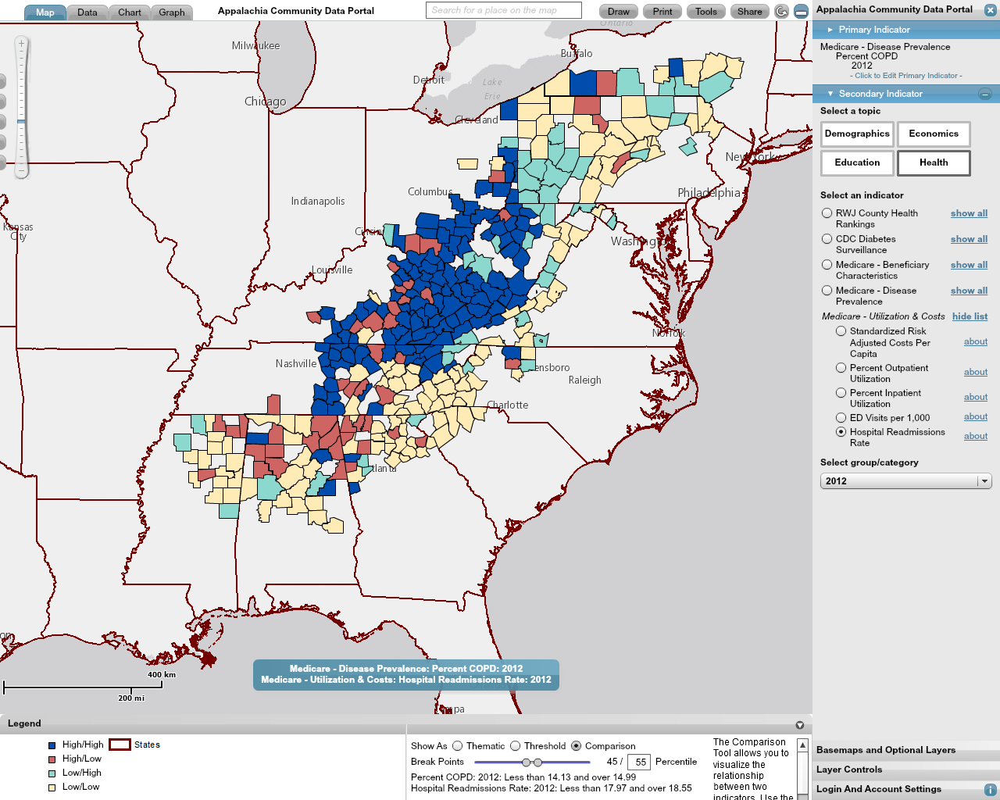 Map
Data
Chart
Graph
Appalachia Community Data Portal
Search for a place on the map
Draw
Print
Tools
Share
Appalachia Community Data Portal
Primary Indicator
Medicare - Disease Prevalence
Percent COPD
2012
- Click to Edit Primary Indicator -
Secondary Indicator
Select a topic
Demographics
Economics
Education
Health
Select an indicator
RWJ County Health
Rankings
show all
CDC Diabetes
Surveillance
show all
Medicare - Beneficiary
Characteristics
show all
Medicare - Disease
Prevalence
show all
Medicare - Utilization & Costs
hide list
Standardized Risk
Adjusted Costs Per
Capita
about
Percent Outpatient
Utilization
about
Percent Inpatient
Utilization
about
ED Visits per 1,000
about
Hospital Readmissions
Rate
about
Select group/category
2012
Basemaps and Optional Layers
Layer Controls
Login And Account Settings
Ontario
Milwaukee
Buffalo
Detroit
Lake
Erie
Chicago
Cleveland
New York
Columbus
Philadelphia
Indianapolis
Kansas
City
Washington
Louisville
Norfolk
Nashville
Raleigh
Charlotte
400 km
200 mi
Medicare - Disease Prevalence: Percent COPD: 2012
Medicare - Utilization & Costs: Hospital Readmissions Rate: 2012
Legend
High/High
States
High/Low
Low/High
Low/Low
Show As
Thematic
Threshold
Comparison
Break Points
45 / 55 Percentile
Percent COPD: 2012: Less than 14.13 and over 14.99
Hospital Readmissions Rate: 2012: Less than 17.97 and over 18.55
The Comparison
Tool allows you to
visualize the
relationship
between two
indicators. Use the